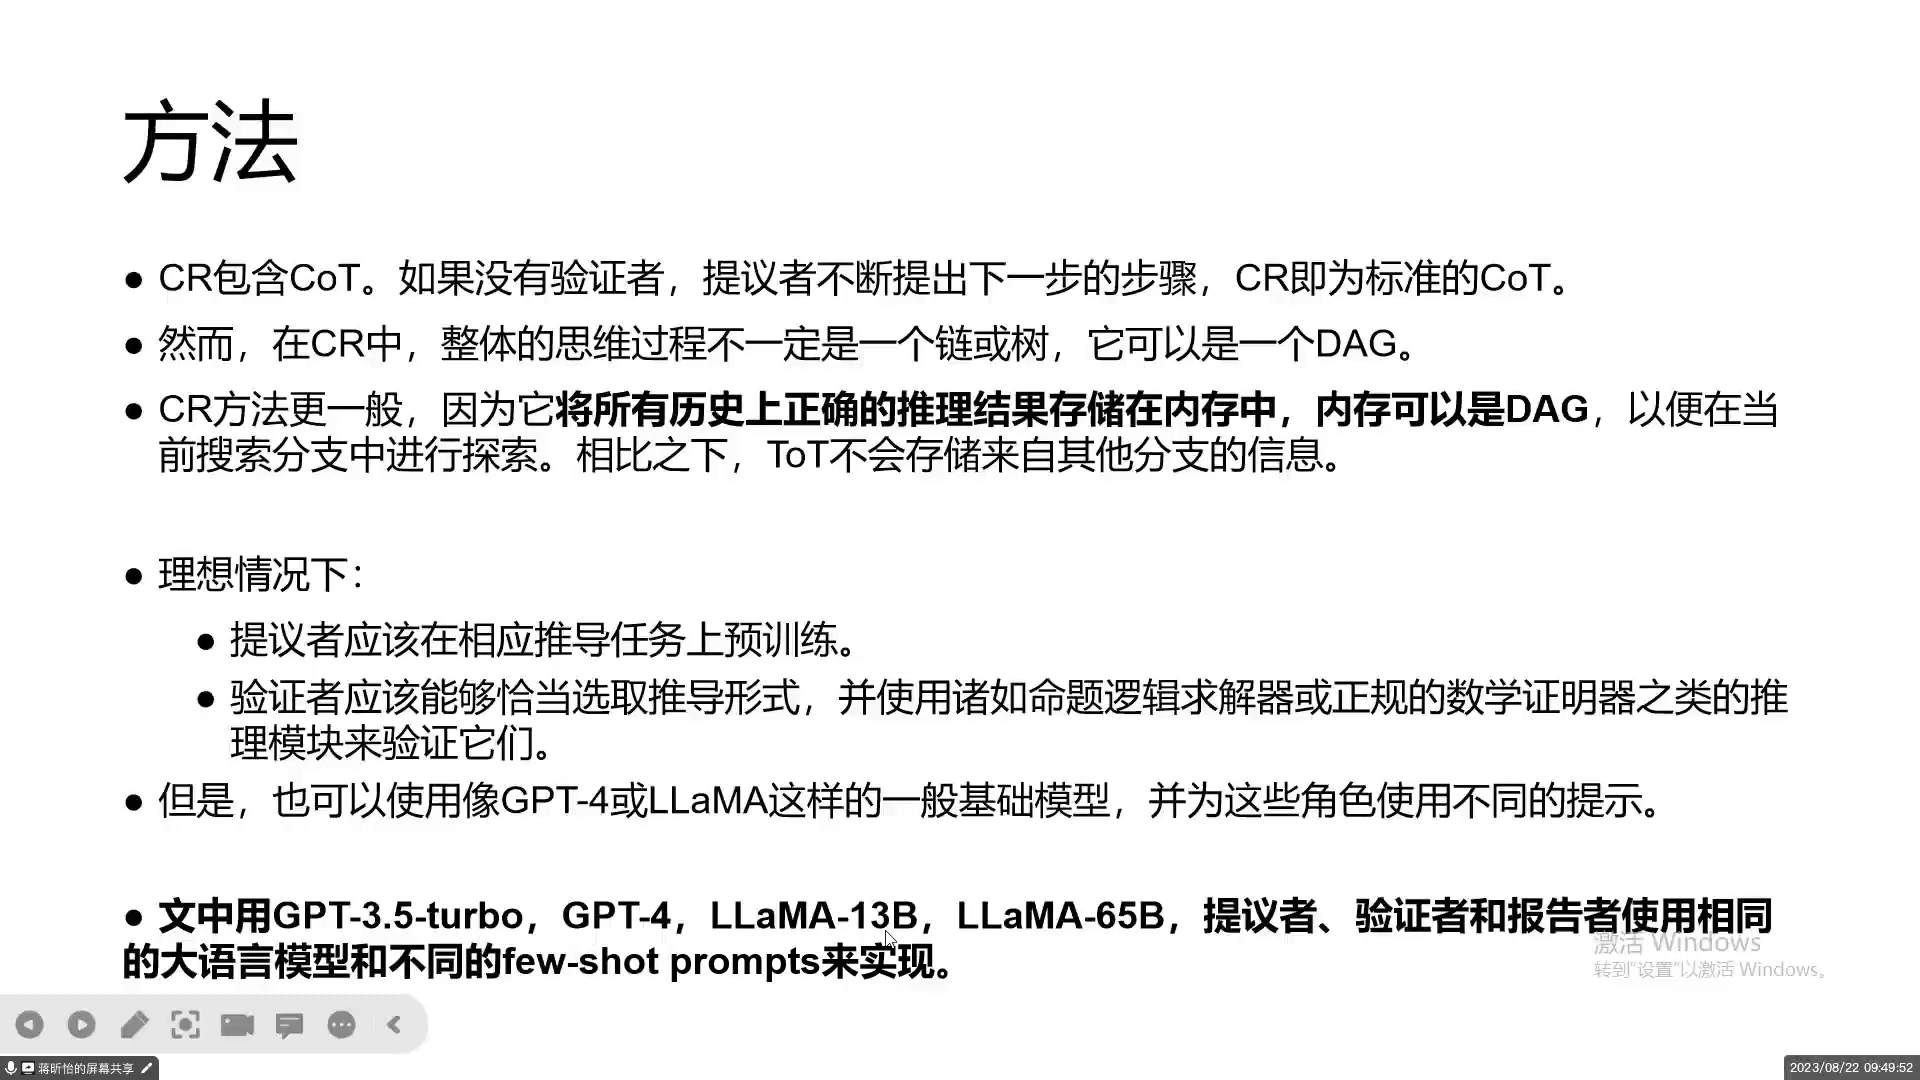 方法
● CR包含CoT。如果没有验证者，提议者不断提出下一步的步骤，CR即为标准的CoT。
● 然而，在CR中，整体的思维过程不一定是一个链或树，它可以是一个DAG。
● CR方法更一般，因为它将所有历史上正确的推理结果存储在内存中，内存可以是DAG，以便在当
前搜索分支中进行探索。相比之下，ToT不会存储来自其他分支的信息。
● 理想情况下：
● 提议者应该在相应推导任务上预训练。
● 验证者应该能够恰当选取推导形式，并使用诸如命题逻辑求解器或正规的数学证明器之类的推
理模块来验证它们。
● 但是，也可以使用像GPT-4或LLaMA这样的一般基础模型，并为这些角色使用不同的提示。
● 文中用GPT-3.5-turbo，GPT-4，LLaMA-13B，LLaMA-65B，提议者、验证者和报告者使用相同
的大语言模型和不同的few-shot prompts来实现。
激活 Windows
转到“设置”以激活 Windows。
蒋昕怡的屏幕共享
2023/08/22 09:49:52